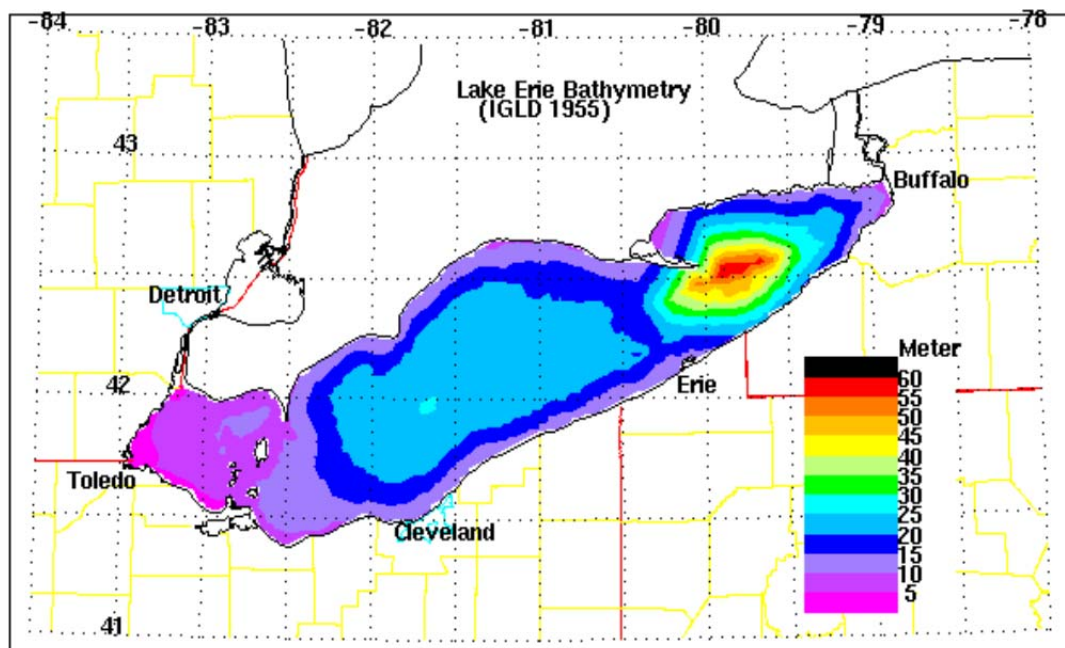 -84
-83
-82
-81
-80
-79
-78
Lake Erie Bathymetry
(IGLD 1955)
43
Buffalo
Detroit
42
Erie
Meter
60
55
50
45
40
35
30
25
20
15
10
5
Toledo
Cleveland
41